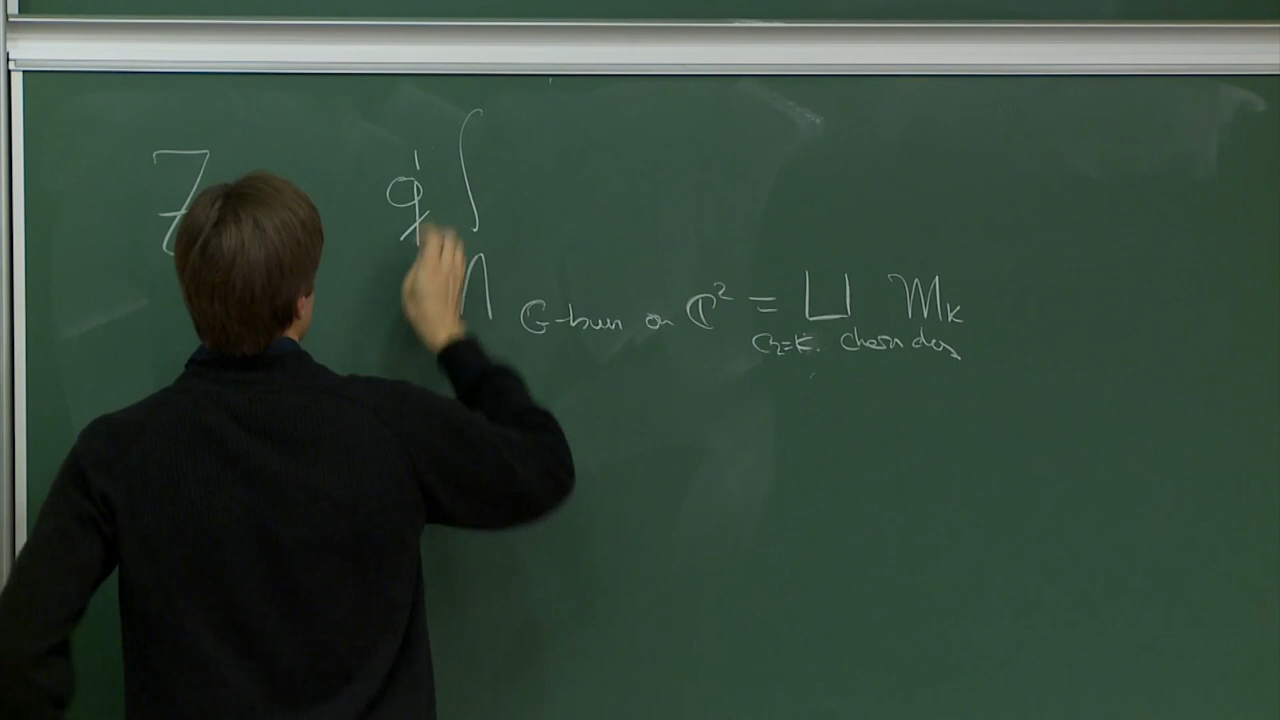 Z q ∫
M G-bun on ℂ² = ⊔ M_k
C₂=k. chern class